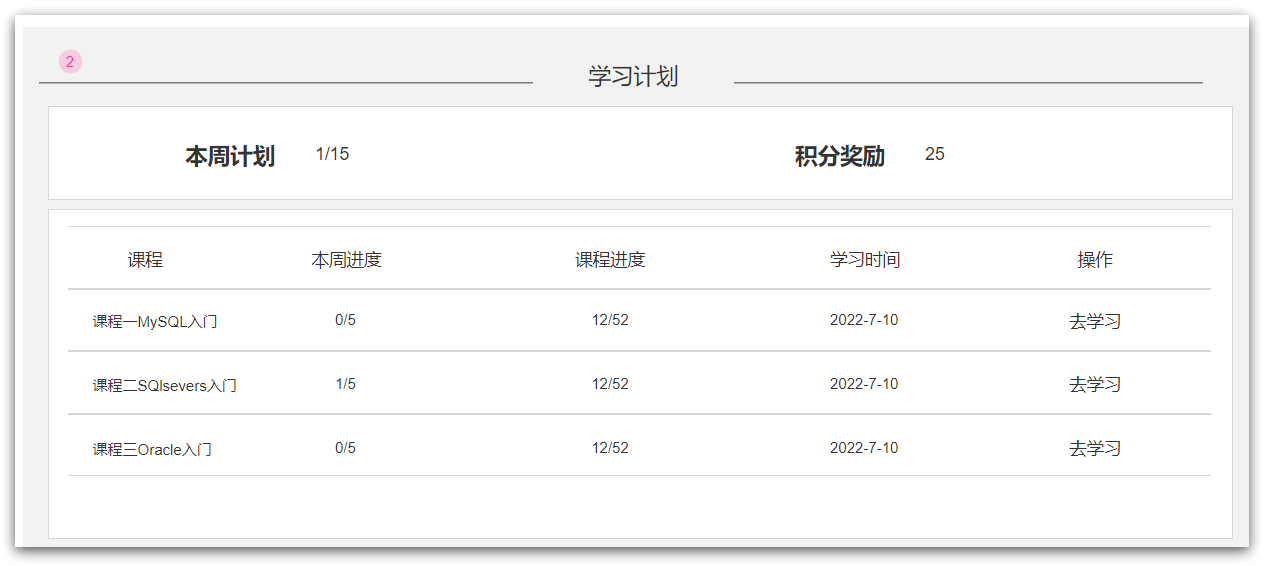 2
学习计划
本周计划 1/15 积分奖励 25
课程 本周进度 课程进度 学习时间 操作
课程一MySQL入门 0/5 12/52 2022-7-10 去学习
课程二SQlsevers入门 1/5 12/52 2022-7-10 去学习
课程三Oracle入门 0/5 12/52 2022-7-10 去学习